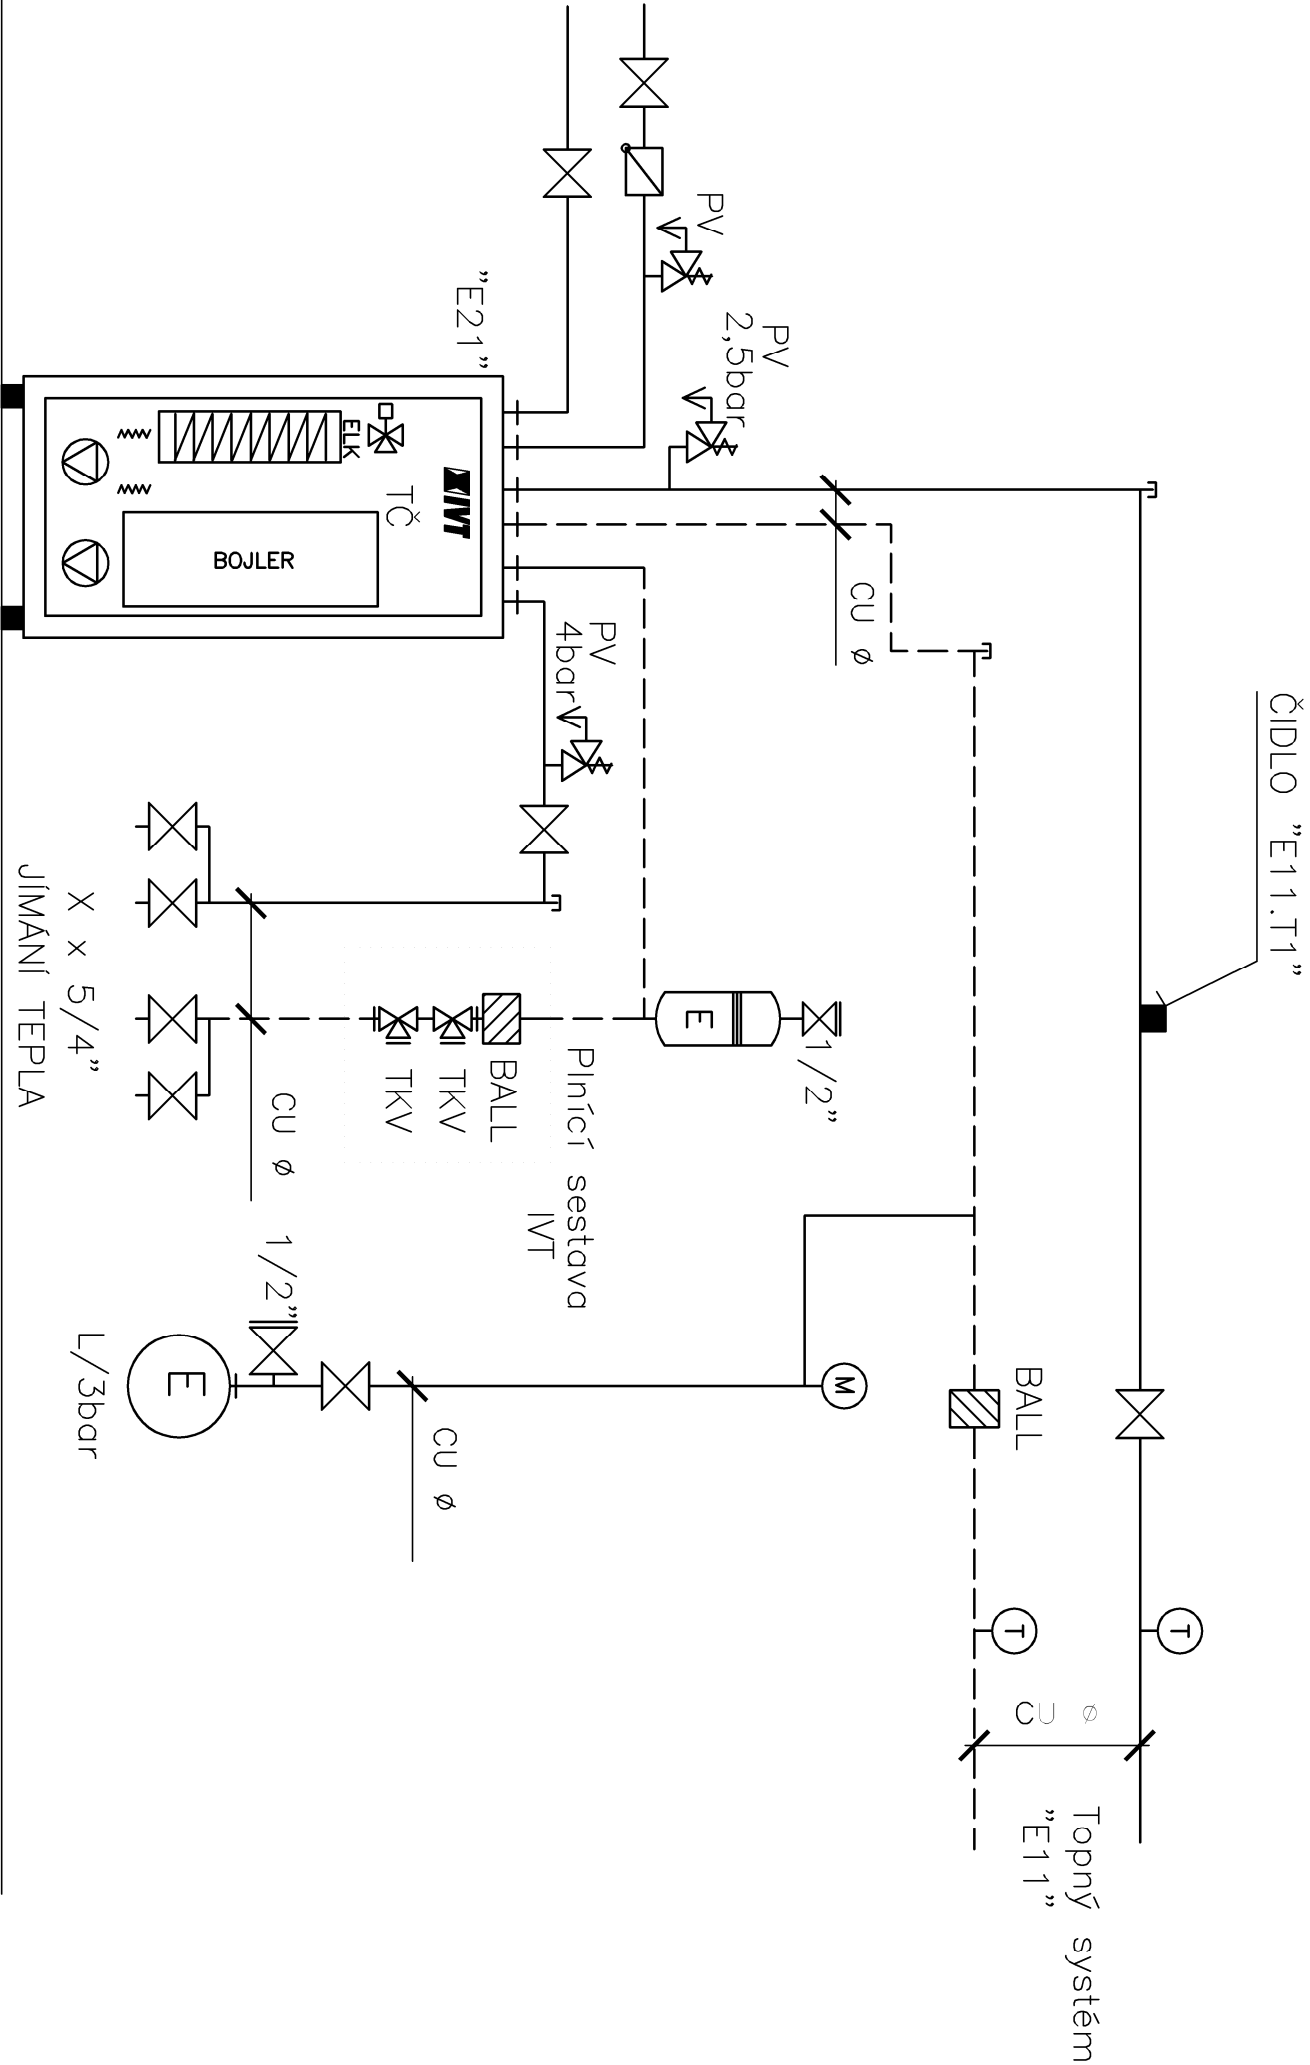 ČIDLO "E11.T1"
PV
PV
2,5bar
"E21"
ELK
IVT
TČ
BOJLER
CU ø
PV
4bar
1/2"
E
Plnící sestava
IVT
BALL
TKV
TKV
CU ø
X x 5/4"
JÍMÁNÍ TEPLA
1/2"
E
L/3bar
CU ø
M
BALL
T
T
CU ø
Topný systém
"E11"